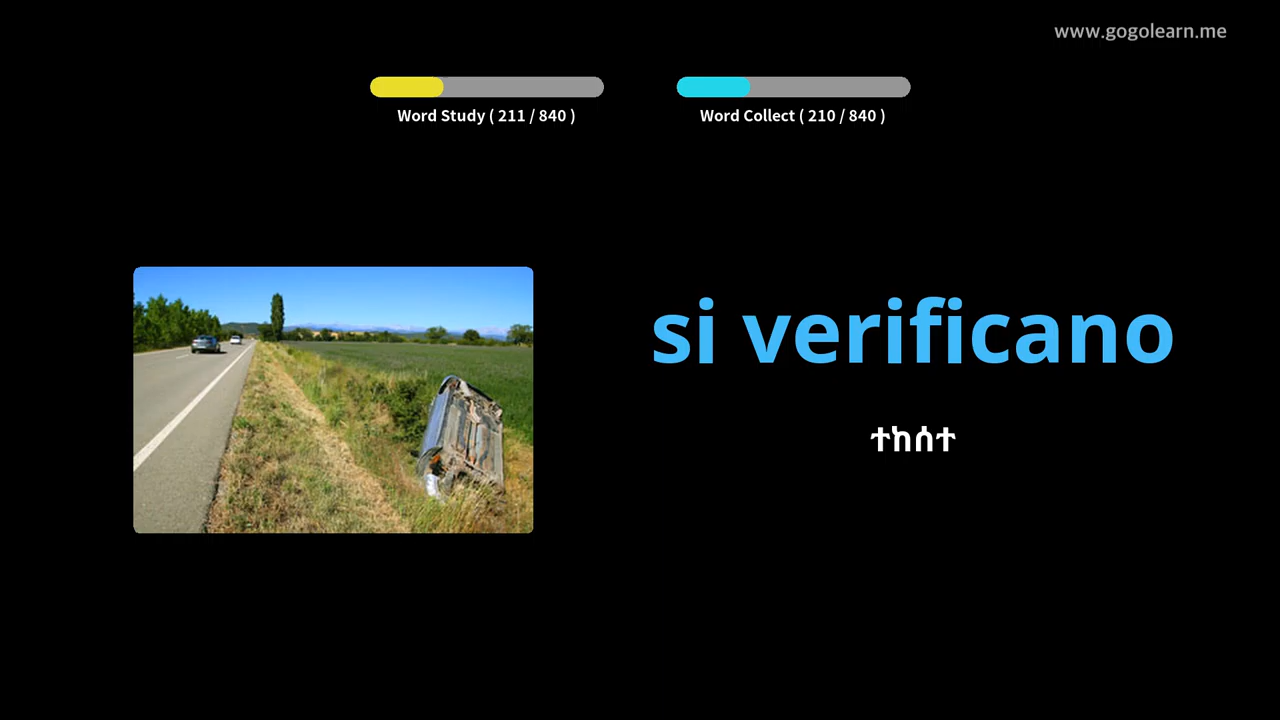 www.gogolearn.me
Word Study ( 211 / 840 )
Word Collect ( 210 / 840 )
si verificano
ተከሰተ